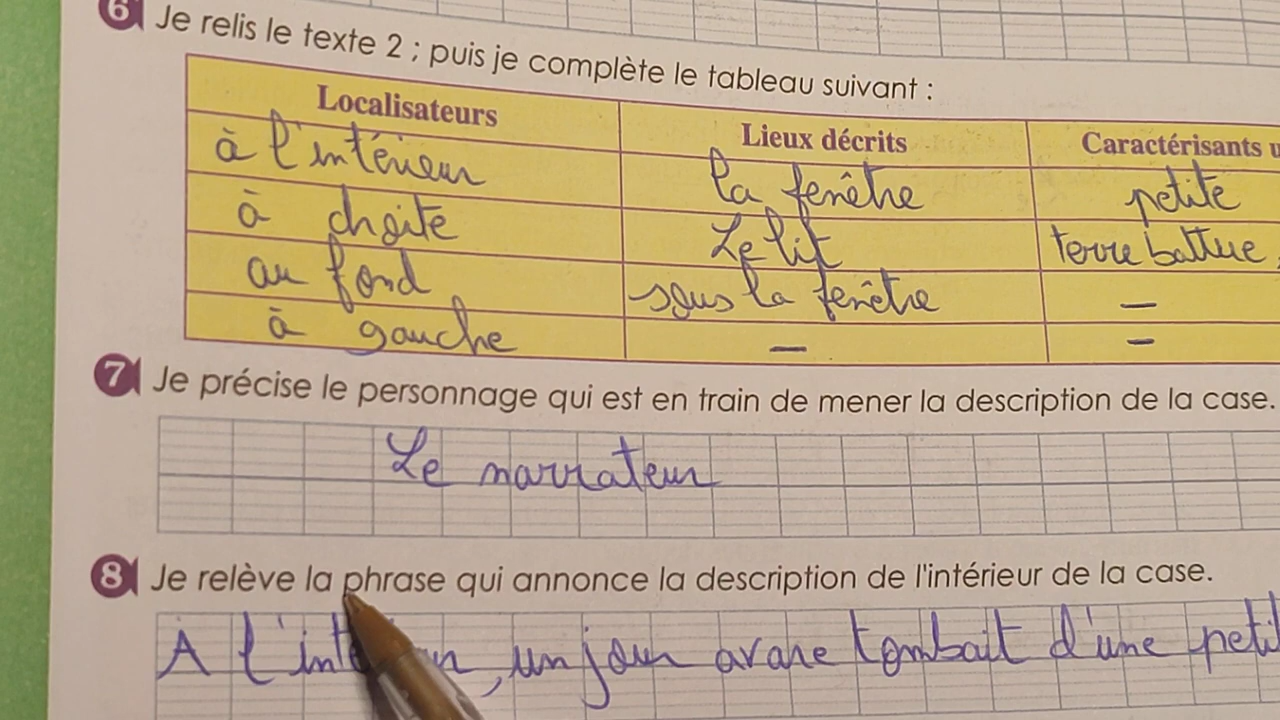 6 Je relis le texte 2 ; puis je complète le tableau suivant :
Localisateurs Lieux décrits Caractérisants
à l'intérieur la fenêtre petite
à droite Le lit terre battue
au fond sous la fenêtre —
à gauche — —
7 Je précise le personnage qui est en train de mener la description de la case.
Le narrateur
8 Je relève la phrase qui annonce la description de l'intérieur de la case.
A l'intérieur, un jour avare tombait d'une petit